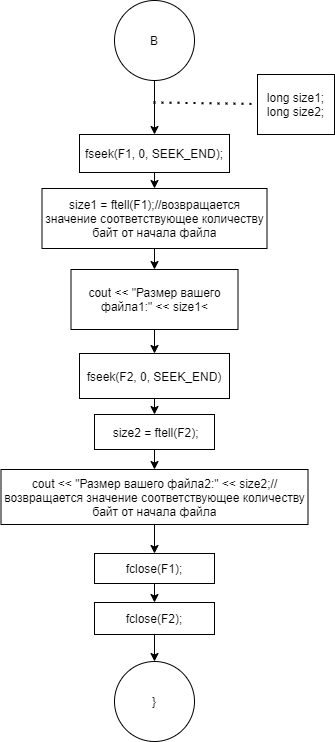 B
long size1;
long size2;
fseek(F1, 0, SEEK_END);
size1 = ftell(F1);//возвращается
значение соответствующее количеству
байт от начала файла
cout << "Размер вашего
файла1:" << size1<
fseek(F2, 0, SEEK_END)
size2 = ftell(F2);
cout << "Размер вашего файла2:" << size2;//
возвращается значение соответствующее количеству
байт от начала файла
fclose(F1);
fclose(F2);
}